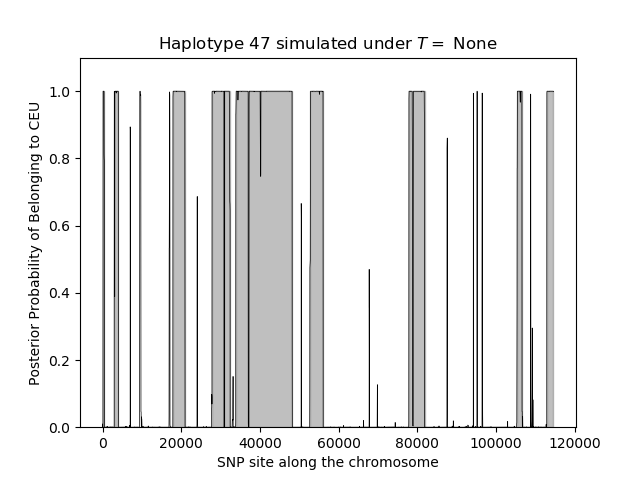 Haplotype 47 simulated under T = None
Posterior Probability of Belonging to CEU
1.0
0.8
0.6
0.4
0.2
0.0
0 20000 40000 60000 80000 100000 120000
SNP site along the chromosome